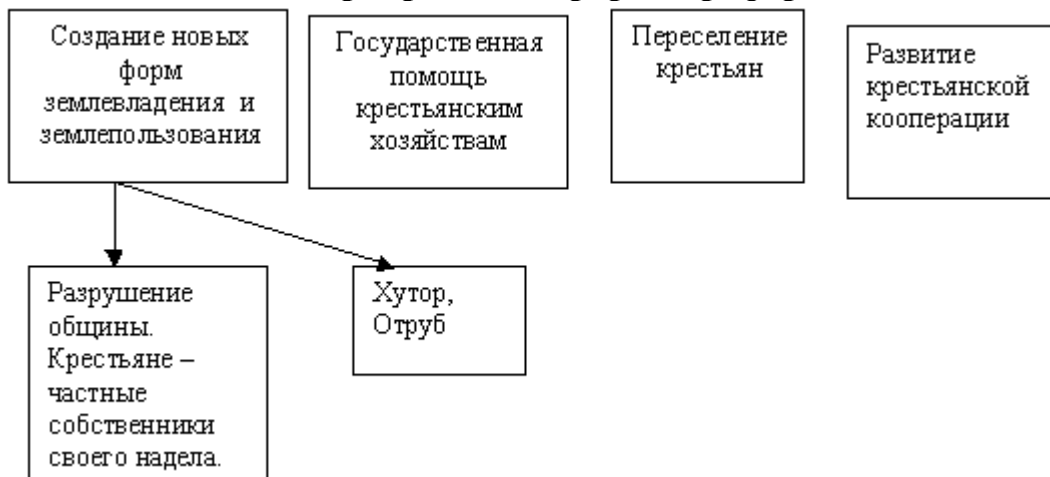 Создание новых
форм
землевладения и
землепользования
Государственная
помощь
крестьянским
хозяйствам
Переселение
крестьян
Развитие
крестьянской
кооперации
Разрушение
общины.
Крестьяне –
частные
собственники
своего надела.
Хутор,
Отруб